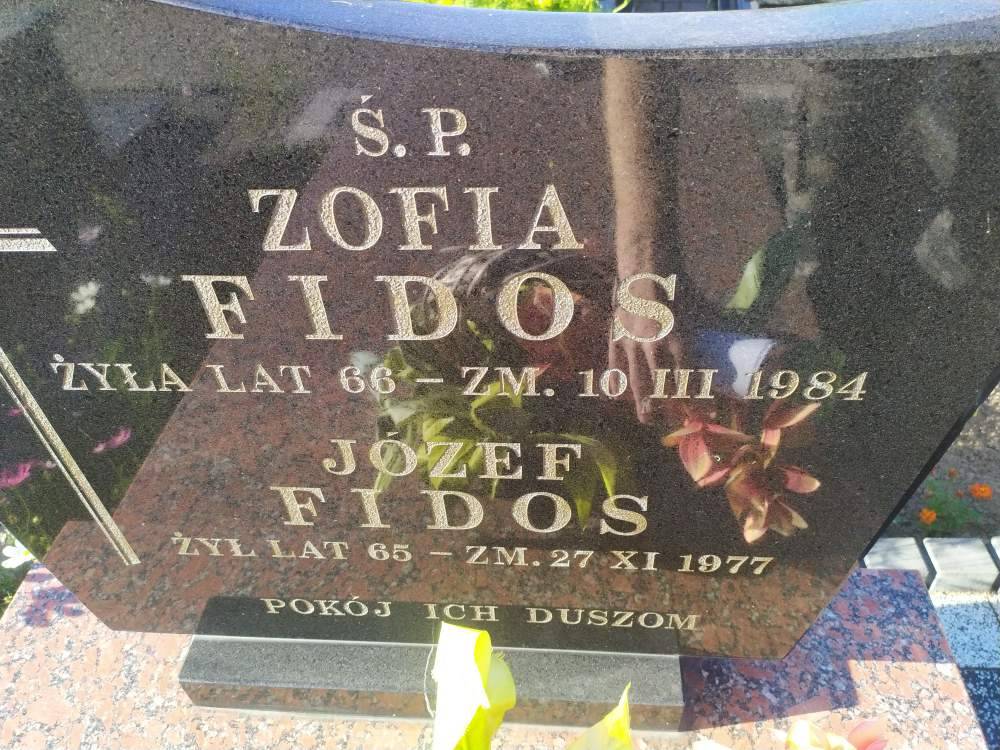 Ś. P.
ZOFIA
FIDOS
ŻYŁA LAT 66 – ZM. 10 III 1984
JÓZEF
FIDOS
ŻYŁ LAT 65 – ZM. 27 XI 1977
POKÓJ ICH DUSZOM